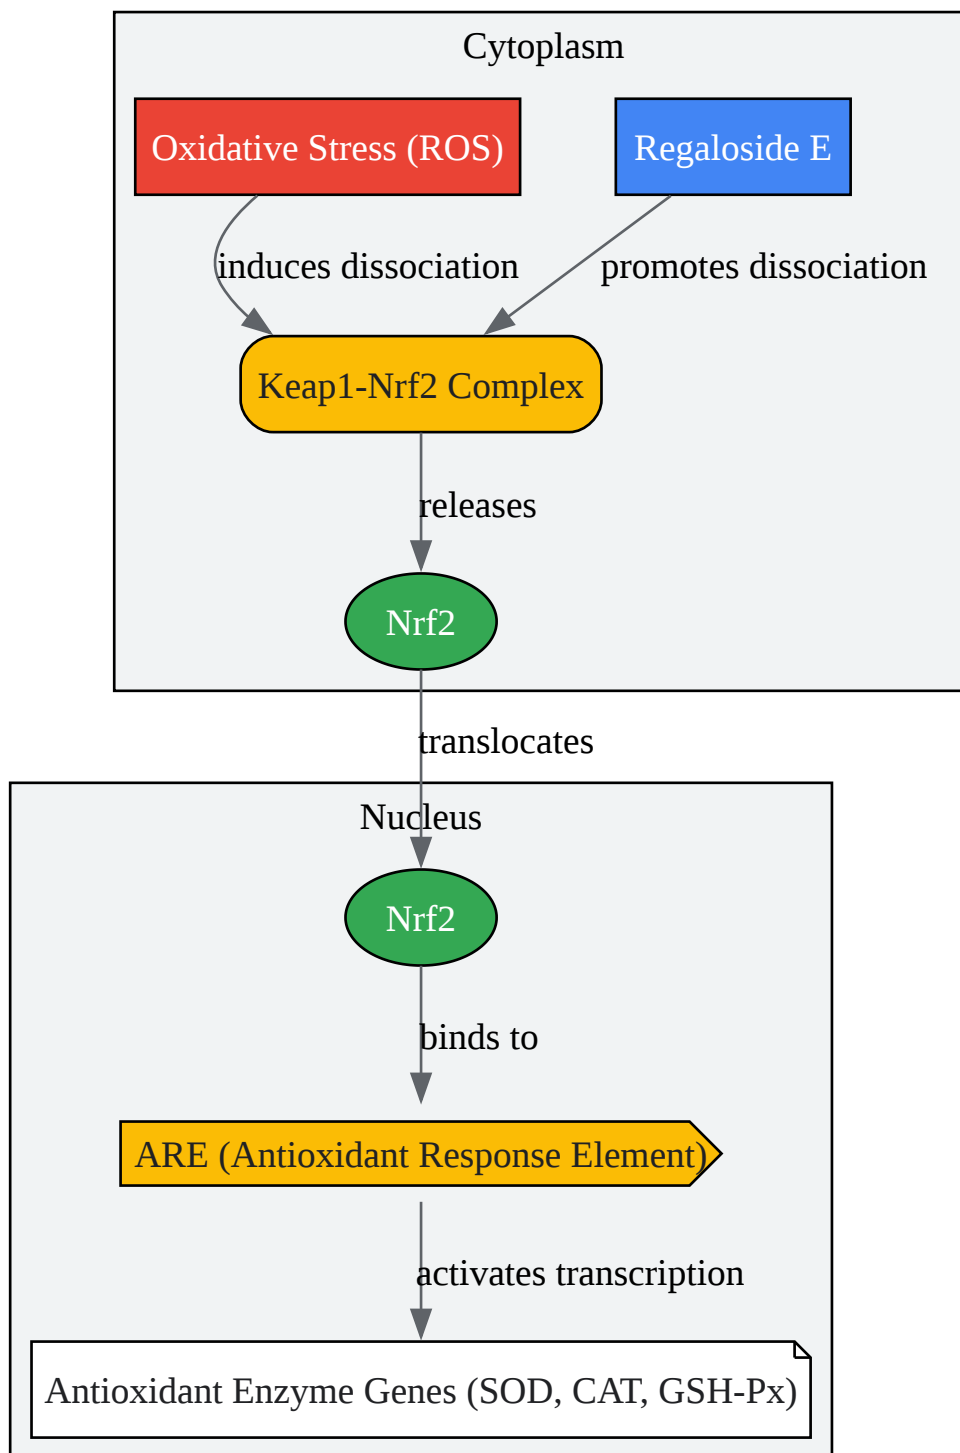 Cytoplasm
Oxidative Stress (ROS)
Regaloside E
induces dissociation
promotes dissociation
Keap1-Nrf2 Complex
releases
Nrf2
translocates
Nucleus
Nrf2
binds to
ARE (Antioxidant Response Element)
activates transcription
Antioxidant Enzyme Genes (SOD, CAT, GSH-Px)